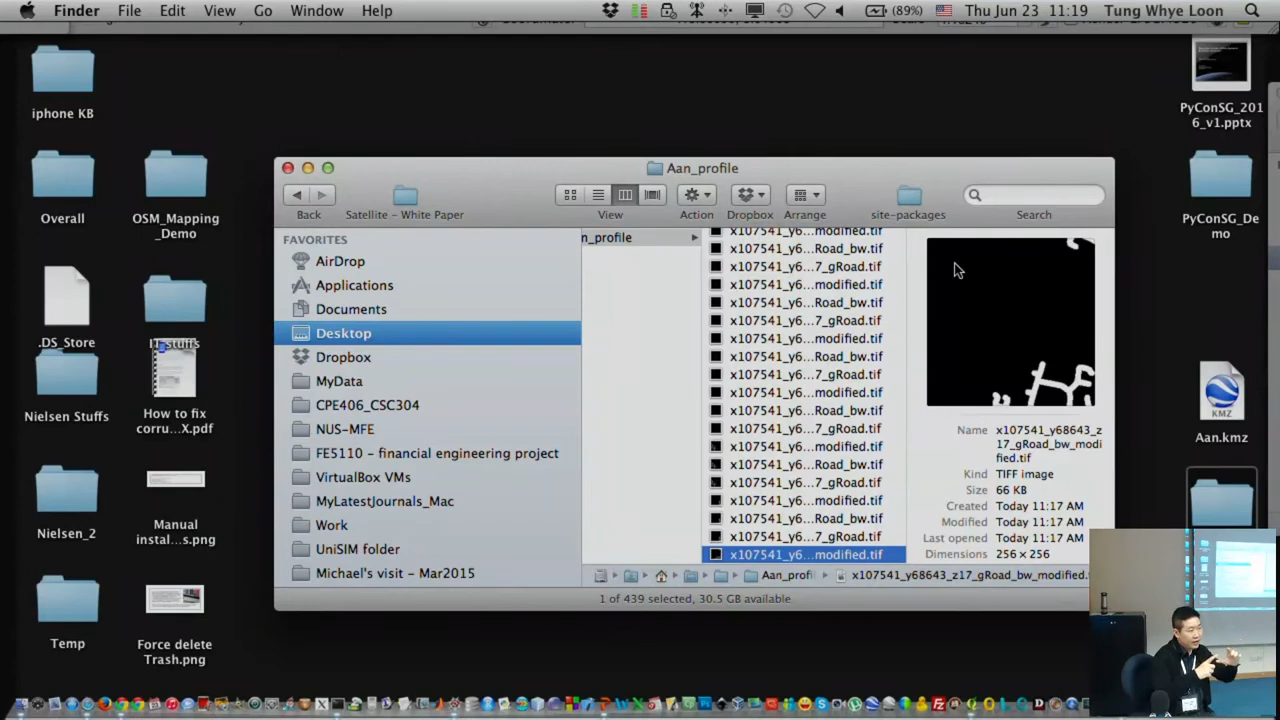 Finder File Edit View Go Window Help (89%) Thu Jun 23 11:19 Tung Whye Loon
iphone KB
Overall
OSM_Mapping
_Demo
.DS_Store
IT stuffs
Nielsen Stuffs
How to fix
corru...X.pdf
Nielsen_2
Manual
instal...s.png
Temp
Force delete
Trash.png
Aan_profile
Back
Satellite - White Paper
View
Action
Dropbox
Arrange
site-packages
Search
FAVORITES
AirDrop
Applications
Documents
Desktop
Dropbox
MyData
CPE406_CSC304
NUS-MFE
FE5110 - financial engineering project
VirtualBox VMs
MyLatestJournals_Mac
Work
UniSIM folder
Michael's visit - Mar2015
n_profile
x107541_y6...modified.tif
x107541_y6...Road_bw.tif
x107541_y6...7_gRoad.tif
x107541_y6...modified.tif
x107541_y6...Road_bw.tif
x107541_y6...7_gRoad.tif
x107541_y6...modified.tif
x107541_y6...Road_bw.tif
x107541_y6...7_gRoad.tif
x107541_y6...modified.tif
x107541_y6...Road_bw.tif
x107541_y6...7_gRoad.tif
x107541_y6...modified.tif
x107541_y6...Road_bw.tif
x107541_y6...7_gRoad.tif
x107541_y6...modified.tif
x107541_y6...Road_bw.tif
x107541_y6...7_gRoad.tif
x107541_y6...modified.tif
Name x107541_y68643_z
17_gRoad_bw_modi
fied.tif
Kind TIFF image
Size 66 KB
Created Today 11:17 AM
Modified Today 11:17 AM
Last opened Today 11:17 AM
Dimensions 256 × 256
Aan_profi x107541_y68643_z17_gRoad_bw_modified.
1 of 439 selected, 30.5 GB available
PyConSG_201
6_v1.pptx
PyConSG_De
mo
KMZ
Aan.kmz